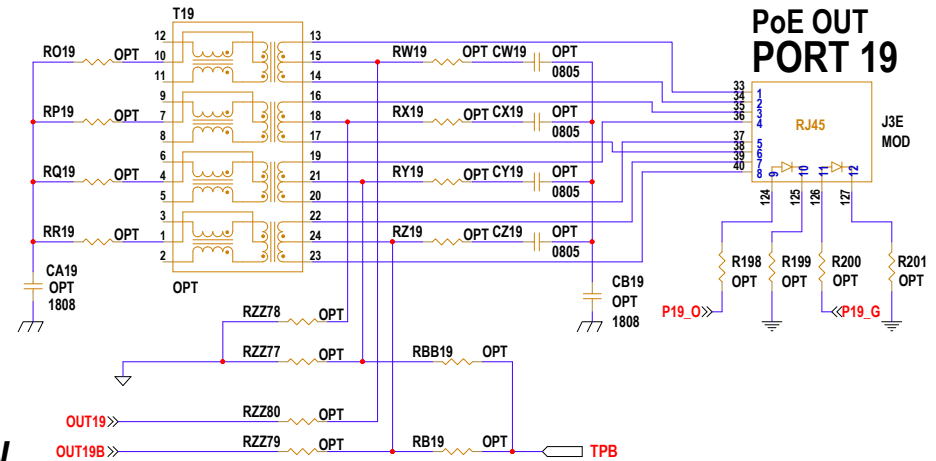 T19
PoE OUT
PORT 19
12
13
RO19 OPT 10
15 RW19 OPT CW19 OPT
11
14
0805
9
16
RP19 OPT 7
18 RX19 OPT CX19 OPT
8
17
0805
6
19
RQ19 OPT 4
21 RY19 OPT CY19 OPT
5
20
0805
3
22
RR19 OPT 1
24 RZ19 OPT CZ19 OPT
2
23
0805
33 1
34 2
35 3
36 4
37 5
38 6
39 7
40 8
RJ45
J3E
MOD
9 10 11 12
124 125 126 127
CA19
OPT
1808
OPT
CB19
OPT
1808
R198
OPT
R199
OPT
R200
OPT
R201
OPT
P19_O
P19_G
RZZ78 OPT
RZZ77 OPT
RBB19 OPT
OUT19 RZZ80 OPT
OUT19B RZZ79 OPT
RB19 OPT
TPB